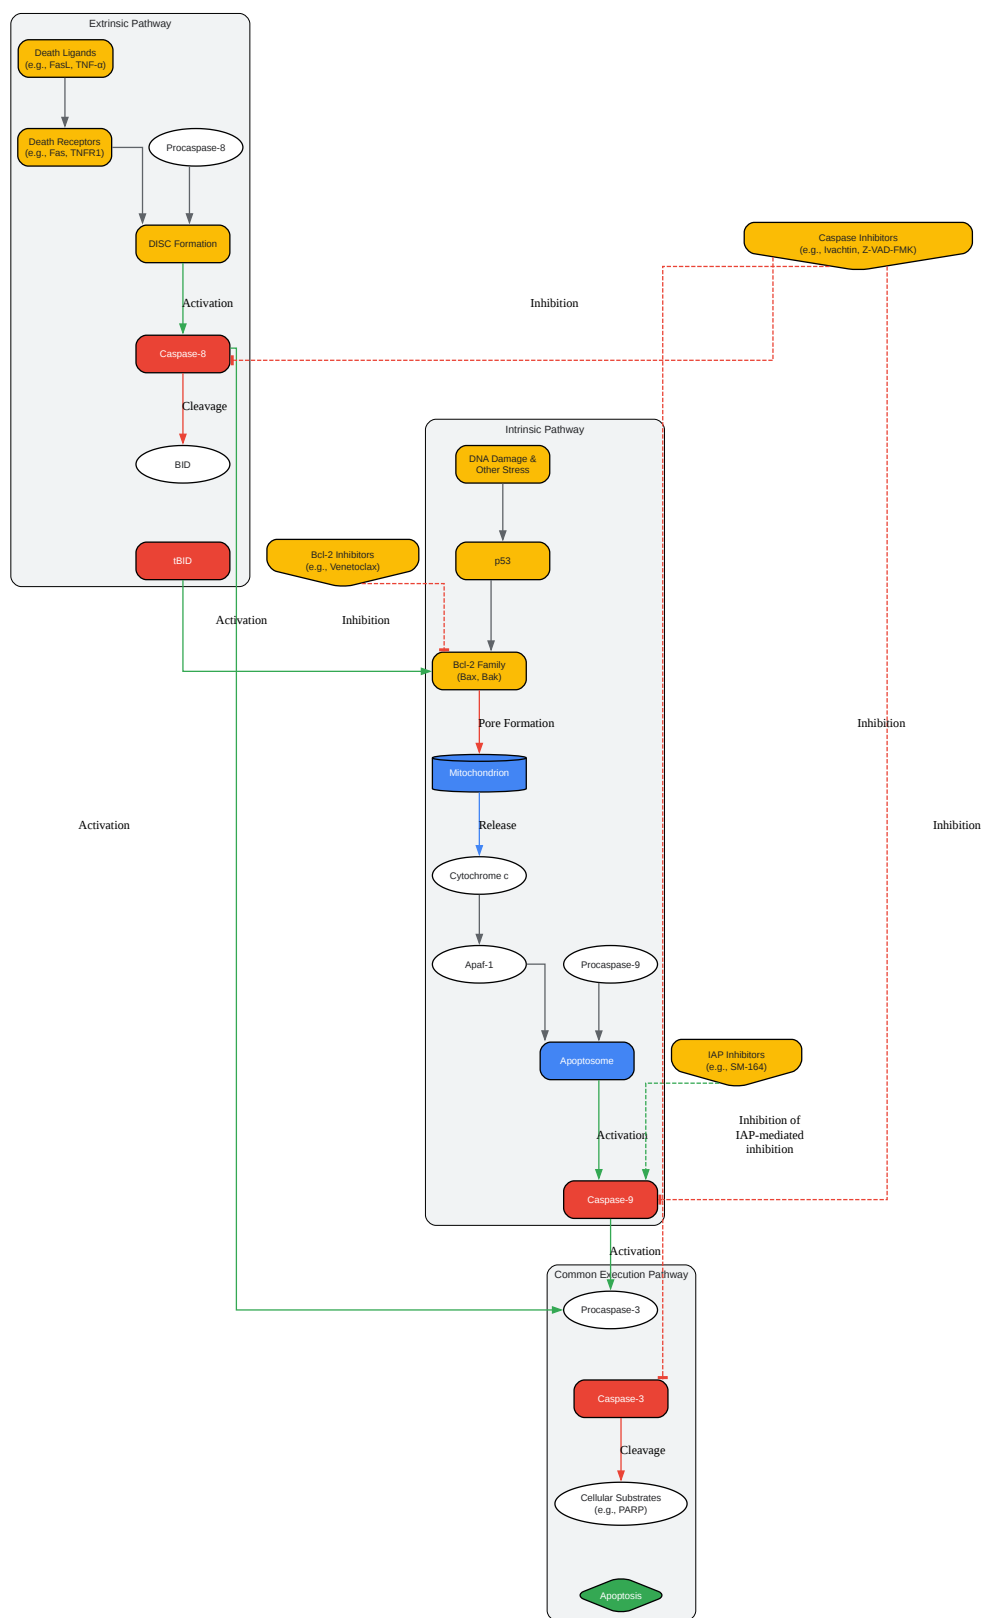 Extrinsic Pathway
Death Ligands
(e.g., FasL, TNF-α)
Death Receptors
(e.g., Fas, TNFR1)
Procaspase-8
DISC Formation
Caspase Inhibitors
(e.g., Ivachtin, Z-VAD-FMK)
Activation
Inhibition
Caspase-8
Cleavage
Intrinsic Pathway
BID
DNA Damage &
Other Stress
tBID
Bcl-2 Inhibitors
(e.g., Venetoclax)
p53
Activation
Inhibition
Bcl-2 Family
(Bax, Bak)
Pore Formation
Inhibition
Mitochondrion
Activation
Release
Inhibition
Cytochrome c
Apaf-1
Procaspase-9
Apoptosome
IAP Inhibitors
(e.g., SM-164)
Activation
Inhibition of
IAP-mediated
inhibition
Caspase-9
Activation
Common Execution Pathway
Procaspase-3
Caspase-3
Cleavage
Cellular Substrates
(e.g., PARP)
Apoptosis